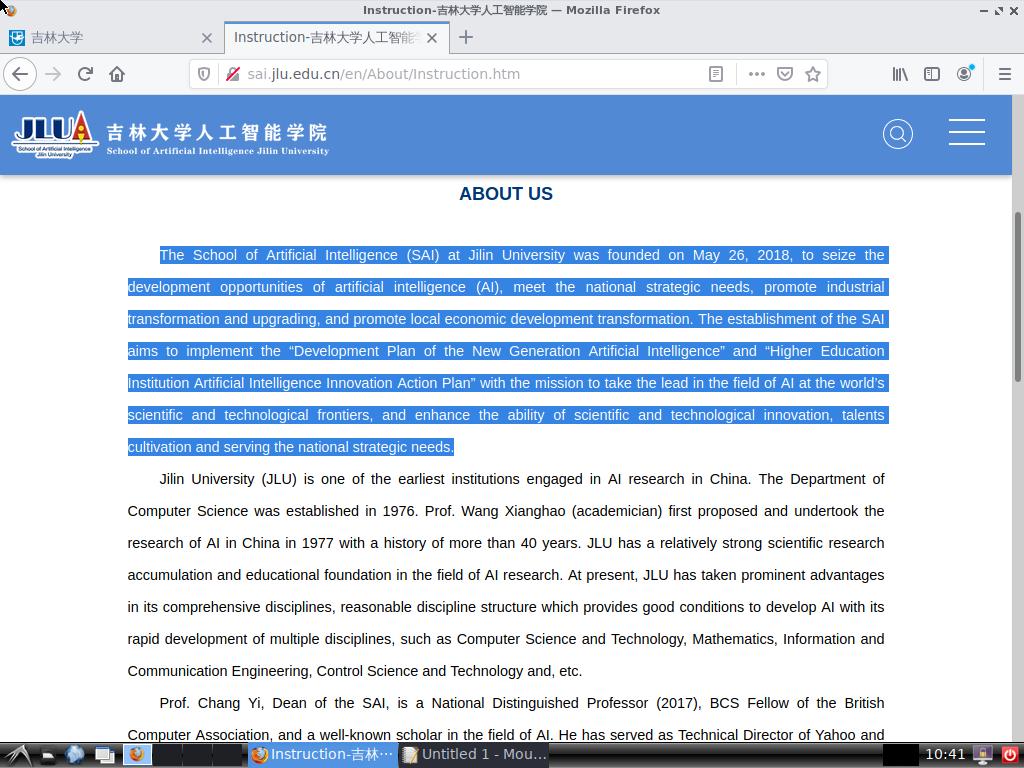 Instruction-吉林大学人工智能学院 — Mozilla Firefox
吉林大学
Instruction-吉林大学人工智能学
sai.jlu.edu.cn/en/About/Instruction.htm
JLUAI
School of Artificial Intelligence
Jilin University
吉林大学人工智能学院
School of Artificial Intelligence Jilin University
ABOUT US
The School of Artificial Intelligence (SAI) at Jilin University was founded on May 26, 2018, to seize the
development opportunities of artificial intelligence (AI), meet the national strategic needs, promote industrial
transformation and upgrading, and promote local economic development transformation. The establishment of the SAI
aims to implement the “Development Plan of the New Generation Artificial Intelligence” and “Higher Education
Institution Artificial Intelligence Innovation Action Plan” with the mission to take the lead in the field of AI at the world’s
scientific and technological frontiers, and enhance the ability of scientific and technological innovation, talents
cultivation and serving the national strategic needs.
Jilin University (JLU) is one of the earliest institutions engaged in AI research in China. The Department of
Computer Science was established in 1976. Prof. Wang Xianghao (academician) first proposed and undertook the
research of AI in China in 1977 with a history of more than 40 years. JLU has a relatively strong scientific research
accumulation and educational foundation in the field of AI research. At present, JLU has taken prominent advantages
in its comprehensive disciplines, reasonable discipline structure which provides good conditions to develop AI with its
rapid development of multiple disciplines, such as Computer Science and Technology, Mathematics, Information and
Communication Engineering, Control Science and Technology and, etc.
Prof. Chang Yi, Dean of the SAI, is a National Distinguished Professor (2017), BCS Fellow of the British
Computer Association, and a well-known scholar in the field of AI. He has served as Technical Director of Yahoo and
Instruction-吉林···
Untitled 1 - Mou...
10:41